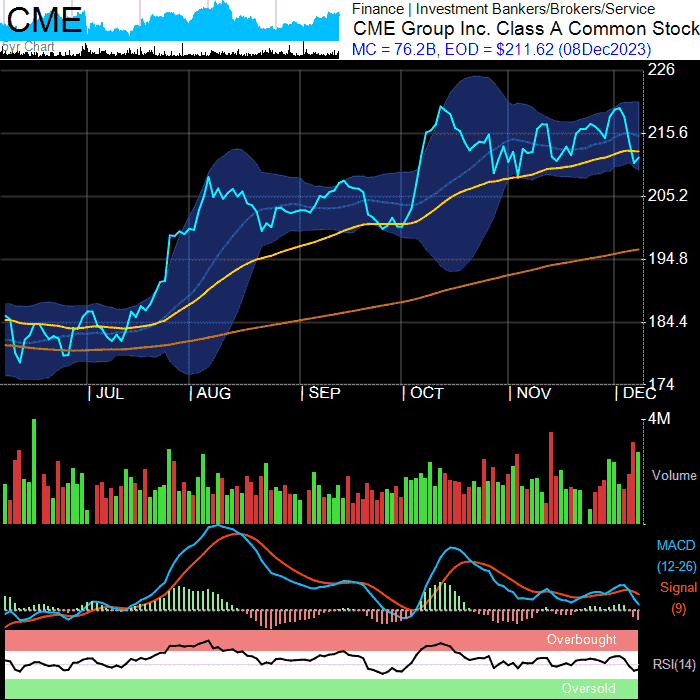 CME
5yr Chart
Finance | Investment Bankers/Brokers/Service
CME Group Inc. Class A Common Stock
MC = 76.2B, EOD = $211.62 (08Dec2023)
226
215.6
205.2
194.8
184.4
174
| JUL | AUG | SEP | OCT | NOV | DEC
4M
Volume
MACD
(12-26)
Signal
(9)
Overbought
RSI(14)
Oversold